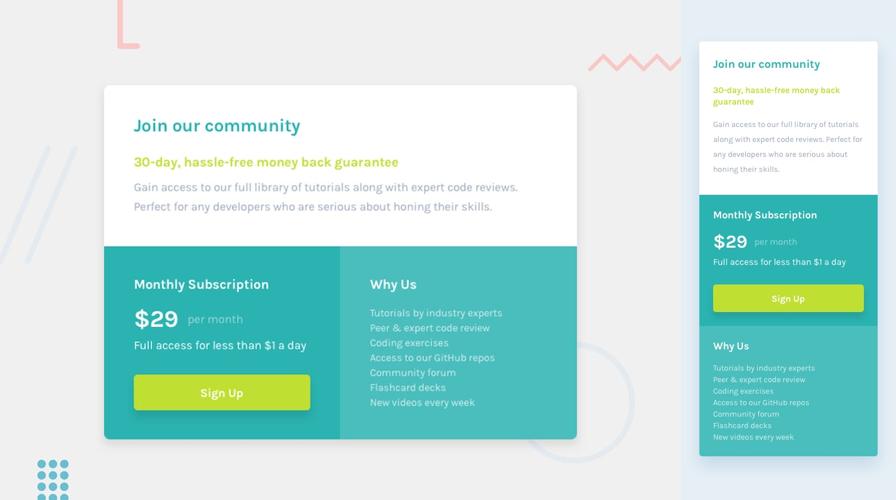 Join our community
30-day, hassle-free money back guarantee
Gain access to our full library of tutorials along with expert code reviews.
Perfect for any developers who are serious about honing their skills.
Monthly Subscription
$29 per month
Full access for less than $1 a day
Sign Up
Why Us
Tutorials by industry experts
Peer & expert code review
Coding exercises
Access to our GitHub repos
Community forum
Flashcard decks
New videos every week
Join our community
30-day, hassle-free money back
guarantee
Gain access to our full library of tutorials
along with expert code reviews. Perfect for
any developers who are serious about
honing their skills.
Monthly Subscription
$29 per month
Full access for less than $1 a day
Sign Up
Why Us
Tutorials by industry experts
Peer & expert code review
Coding exercises
Access to our GitHub repos
Community forum
Flashcard decks
New videos every week